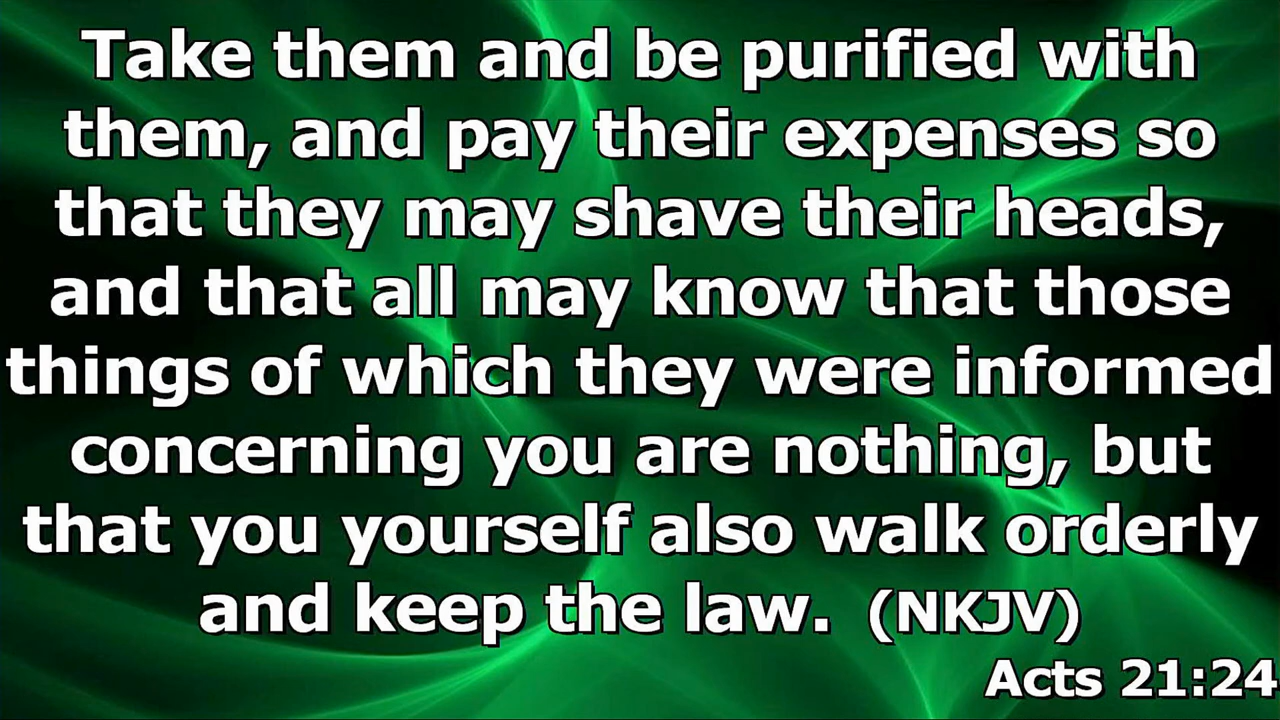 Take them and be purified with
them, and pay their expenses so
that they may shave their heads,
and that all may know that those
things of which they were informed
concerning you are nothing, but
that you yourself also walk orderly
and keep the law.  (NKJV)
Acts 21:24